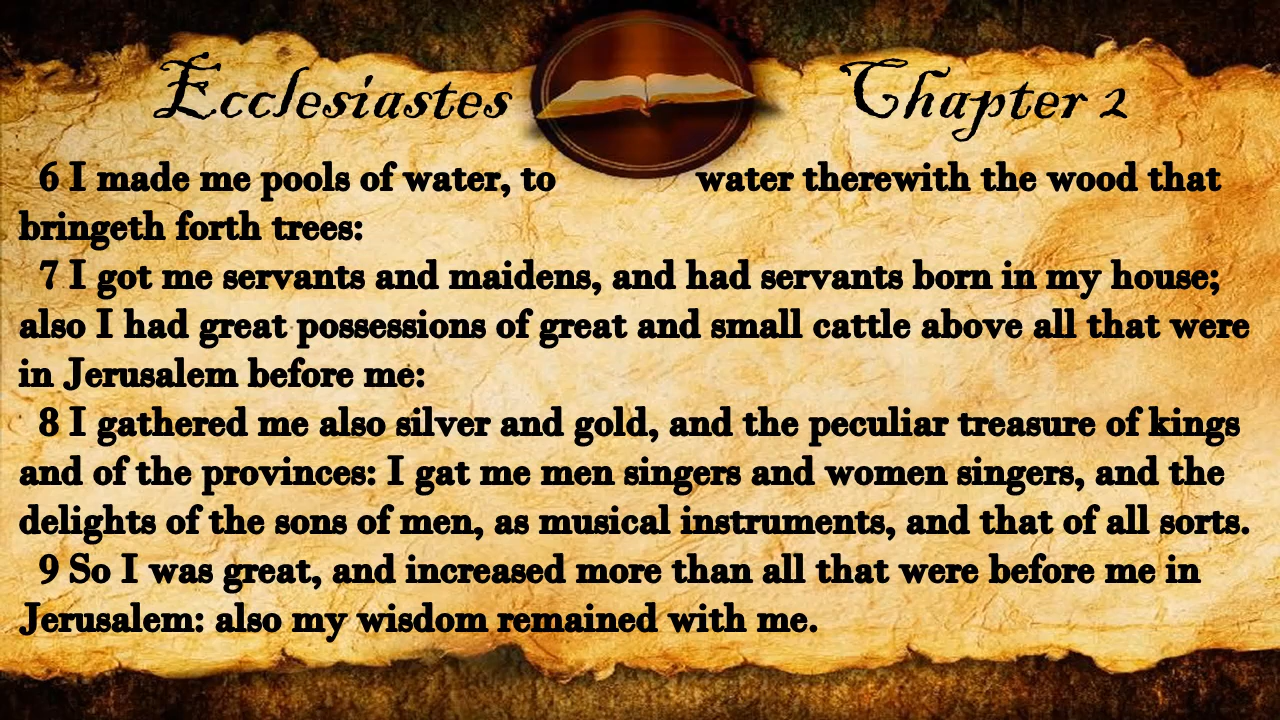 Ecclesiastes Chapter 2
6 I made me pools of water, to water therewith the wood that
bringeth forth trees:
7 I got me servants and maidens, and had servants born in my house;
also I had great possessions of great and small cattle above all that were
in Jerusalem before me:
8 I gathered me also silver and gold, and the peculiar treasure of kings
and of the provinces: I gat me men singers and women singers, and the
delights of the sons of men, as musical instruments, and that of all sorts.
9 So I was great, and increased more than all that were before me in
Jerusalem: also my wisdom remained with me.